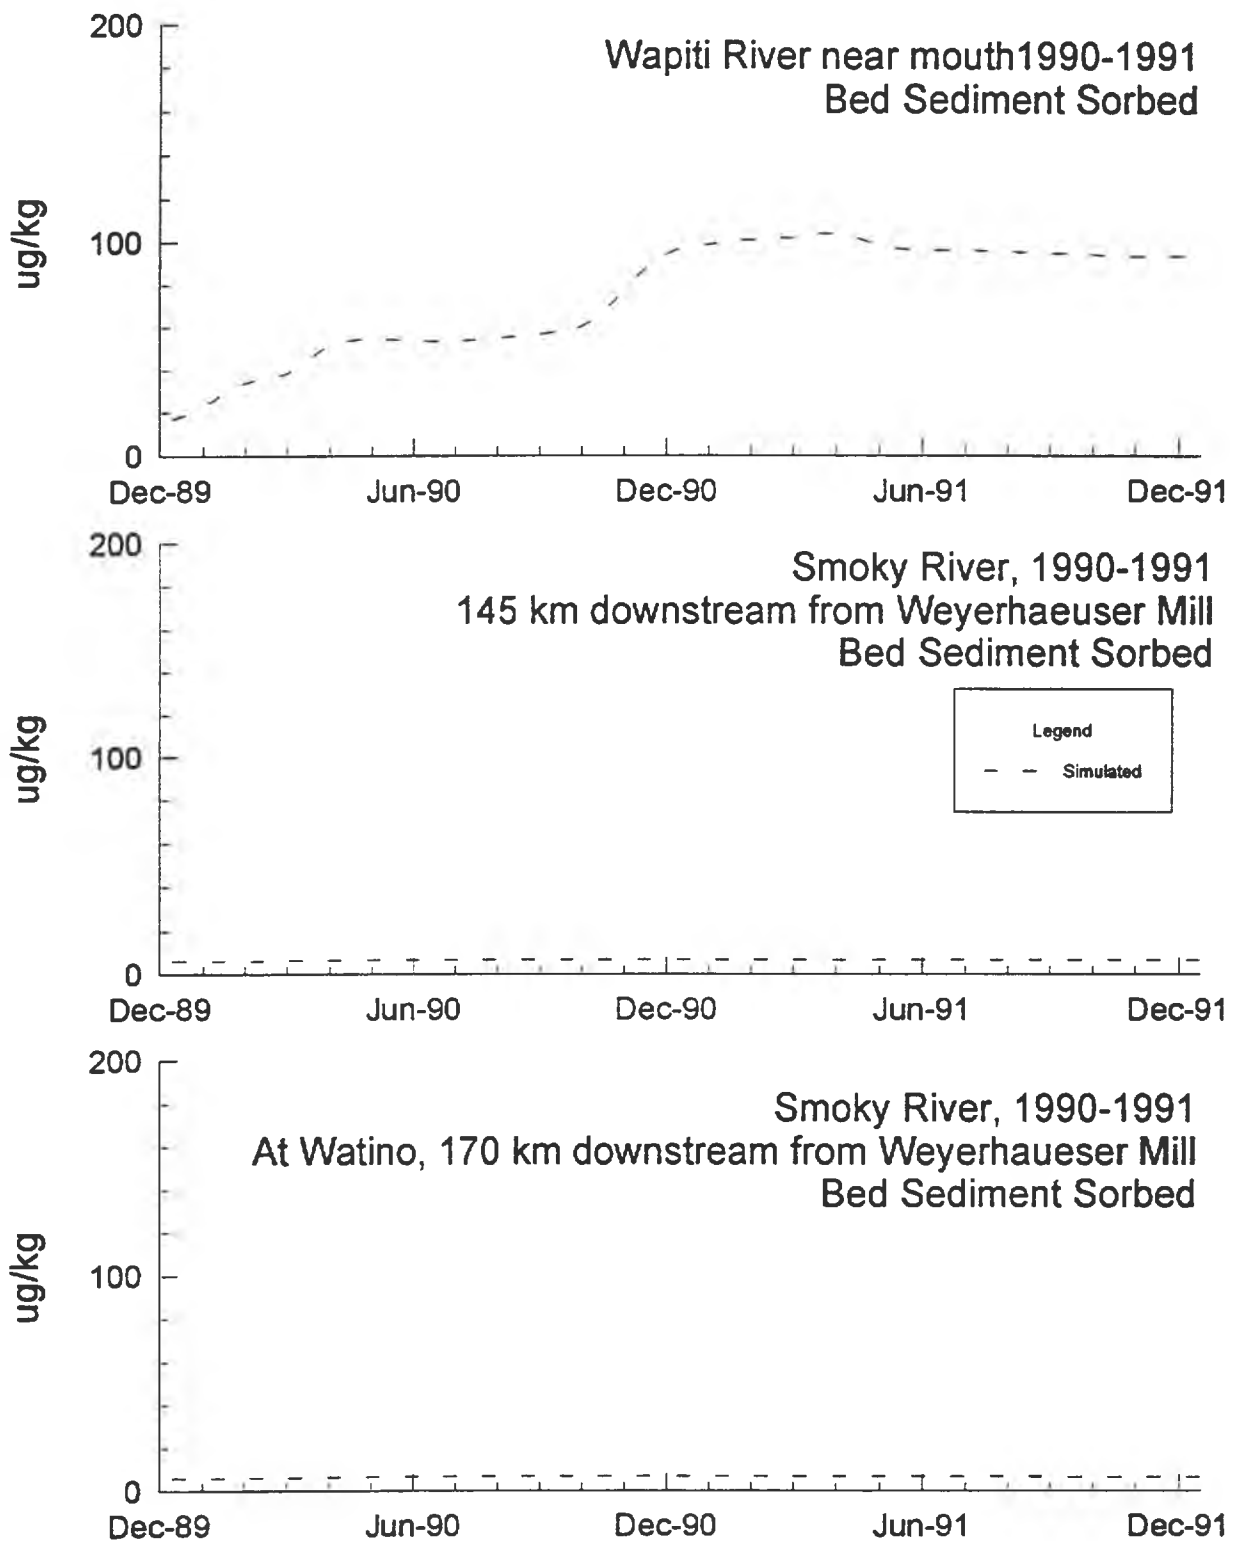 200
Wapiti River near mouth1990-1991
Bed Sediment Sorbed
ug/kg
100
0
Dec-89 Jun-90 Dec-90 Jun-91 Dec-91
200
Smoky River, 1990-1991
145 km downstream from Weyerhaeuser Mill
Bed Sediment Sorbed
Legend
Simulated
ug/kg
100
0
Dec-89 Jun-90 Dec-90 Jun-91 Dec-91
200
Smoky River, 1990-1991
At Watino, 170 km downstream from Weyerhaueser Mill
Bed Sediment Sorbed
ug/kg
100
0
Dec-89 Jun-90 Dec-90 Jun-91 Dec-91